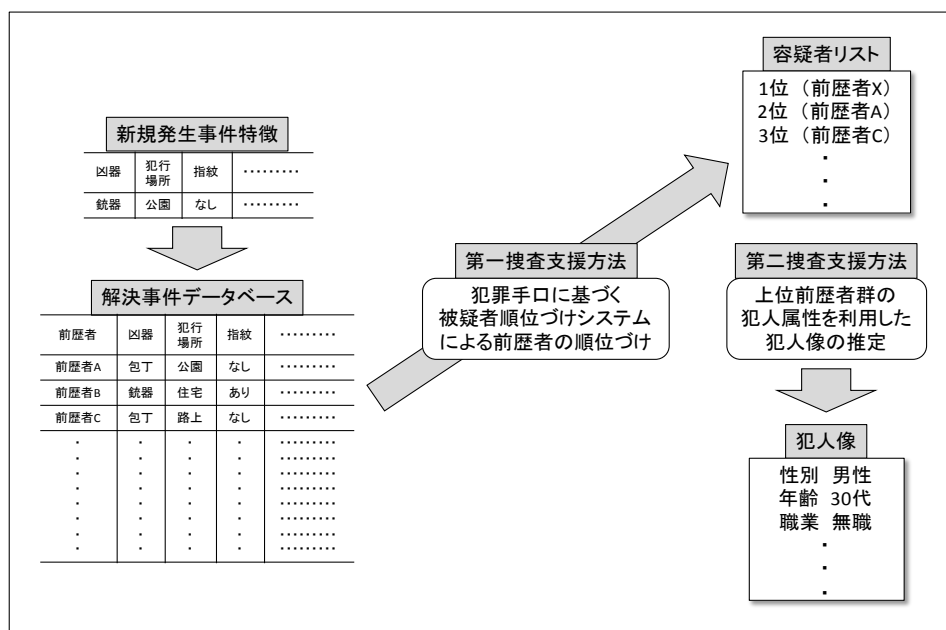 新規発生事件特徴
凶器 犯行場所 指紋 ・・・・・・・・・
銃器 公園 なし ・・・・・・・・・
解決事件データベース
前歴者 凶器 犯行場所 指紋 ・・・・・・・・・
前歴者A 包丁 公園 なし ・・・・・・・・・
前歴者B 銃器 住宅 あり ・・・・・・・・・
前歴者C 包丁 路上 なし ・・・・・・・・・
・ ・ ・ ・ ・・・・・・・・・
・ ・ ・ ・ ・・・・・・・・・
・ ・ ・ ・ ・・・・・・・・・
・ ・ ・ ・ ・・・・・・・・・
・ ・ ・ ・ ・・・・・・・・・
・ ・ ・ ・ ・・・・・・・・・
・ ・ ・ ・ ・・・・・・・・・
・ ・ ・ ・ ・・・・・・・・・
第一捜査支援方法
犯罪手口に基づく
被疑者順位づけシステム
による前歴者の順位づけ
容疑者リスト
1位 （前歴者X）
2位 （前歴者A）
3位 （前歴者C）
・
・
・
第二捜査支援方法
上位前歴者群の
犯人属性を利用した
犯人像の推定
犯人像
性別 男性
年齢 30代
職業 無職
・
・
・